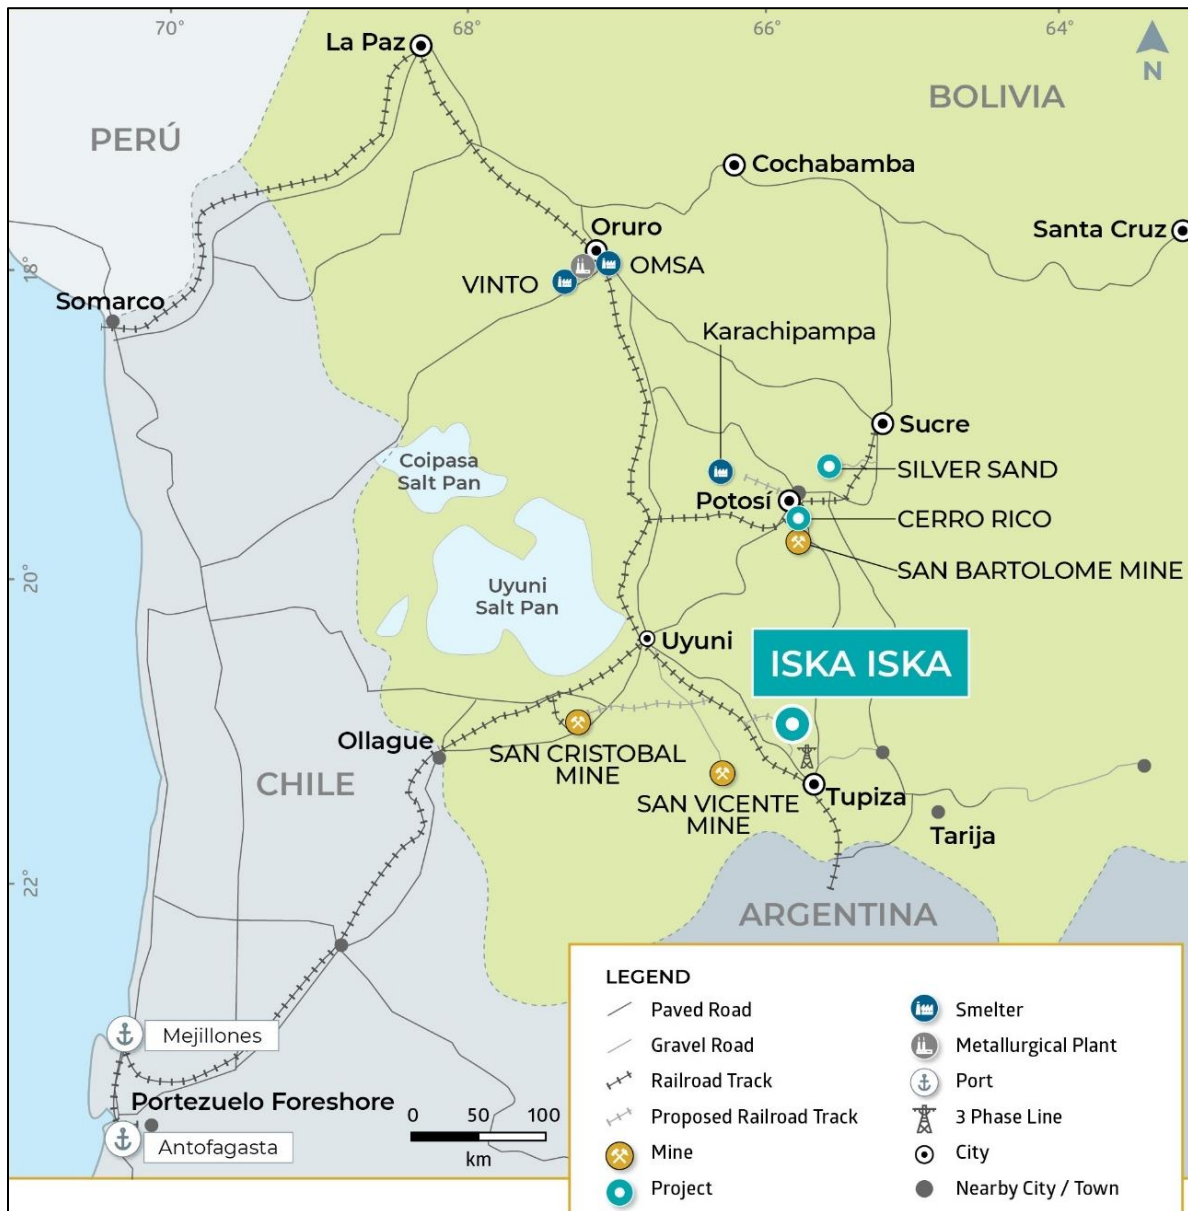 70°
68°
66°
64°
La Paz
N
BOLIVIA
PERÚ
Cochabamba
Oruro
Santa Cruz
OMSA
18°
VINTO
Somarco
Karachipampa
Sucre
Coipasa
Salt Pan
SILVER SAND
Potosí
CERRO RICO
SAN BARTOLOME MINE
20°
Uyuni
Salt Pan
Uyuni
ISKA ISKA
Ollague
SAN CRISTOBAL
MINE
CHILE
SAN VICENTE
MINE
Tupiza
Tarija
22°
ARGENTINA
LEGEND
Paved Road
Gravel Road
Railroad Track
Proposed Railroad Track
Mine
Project
Smelter
Metallurgical Plant
Port
3 Phase Line
City
Nearby City / Town
Mejillones
Portezuelo Foreshore
Antofagasta
0 50 100
km